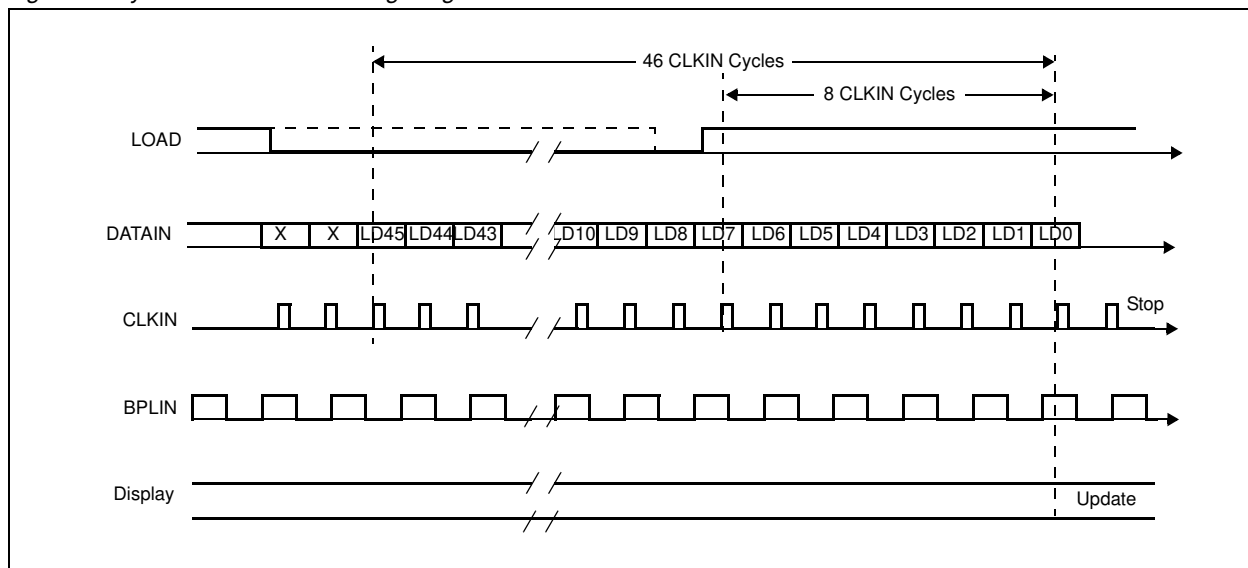 46 CLKIN Cycles
8 CLKIN Cycles
LOAD
DATAIN X X LD45 LD44 LD43 LD10 LD9 LD8 LD7 LD6 LD5 LD4 LD3 LD2 LD1 LD0
CLKIN Stop
BPLIN
Display Update